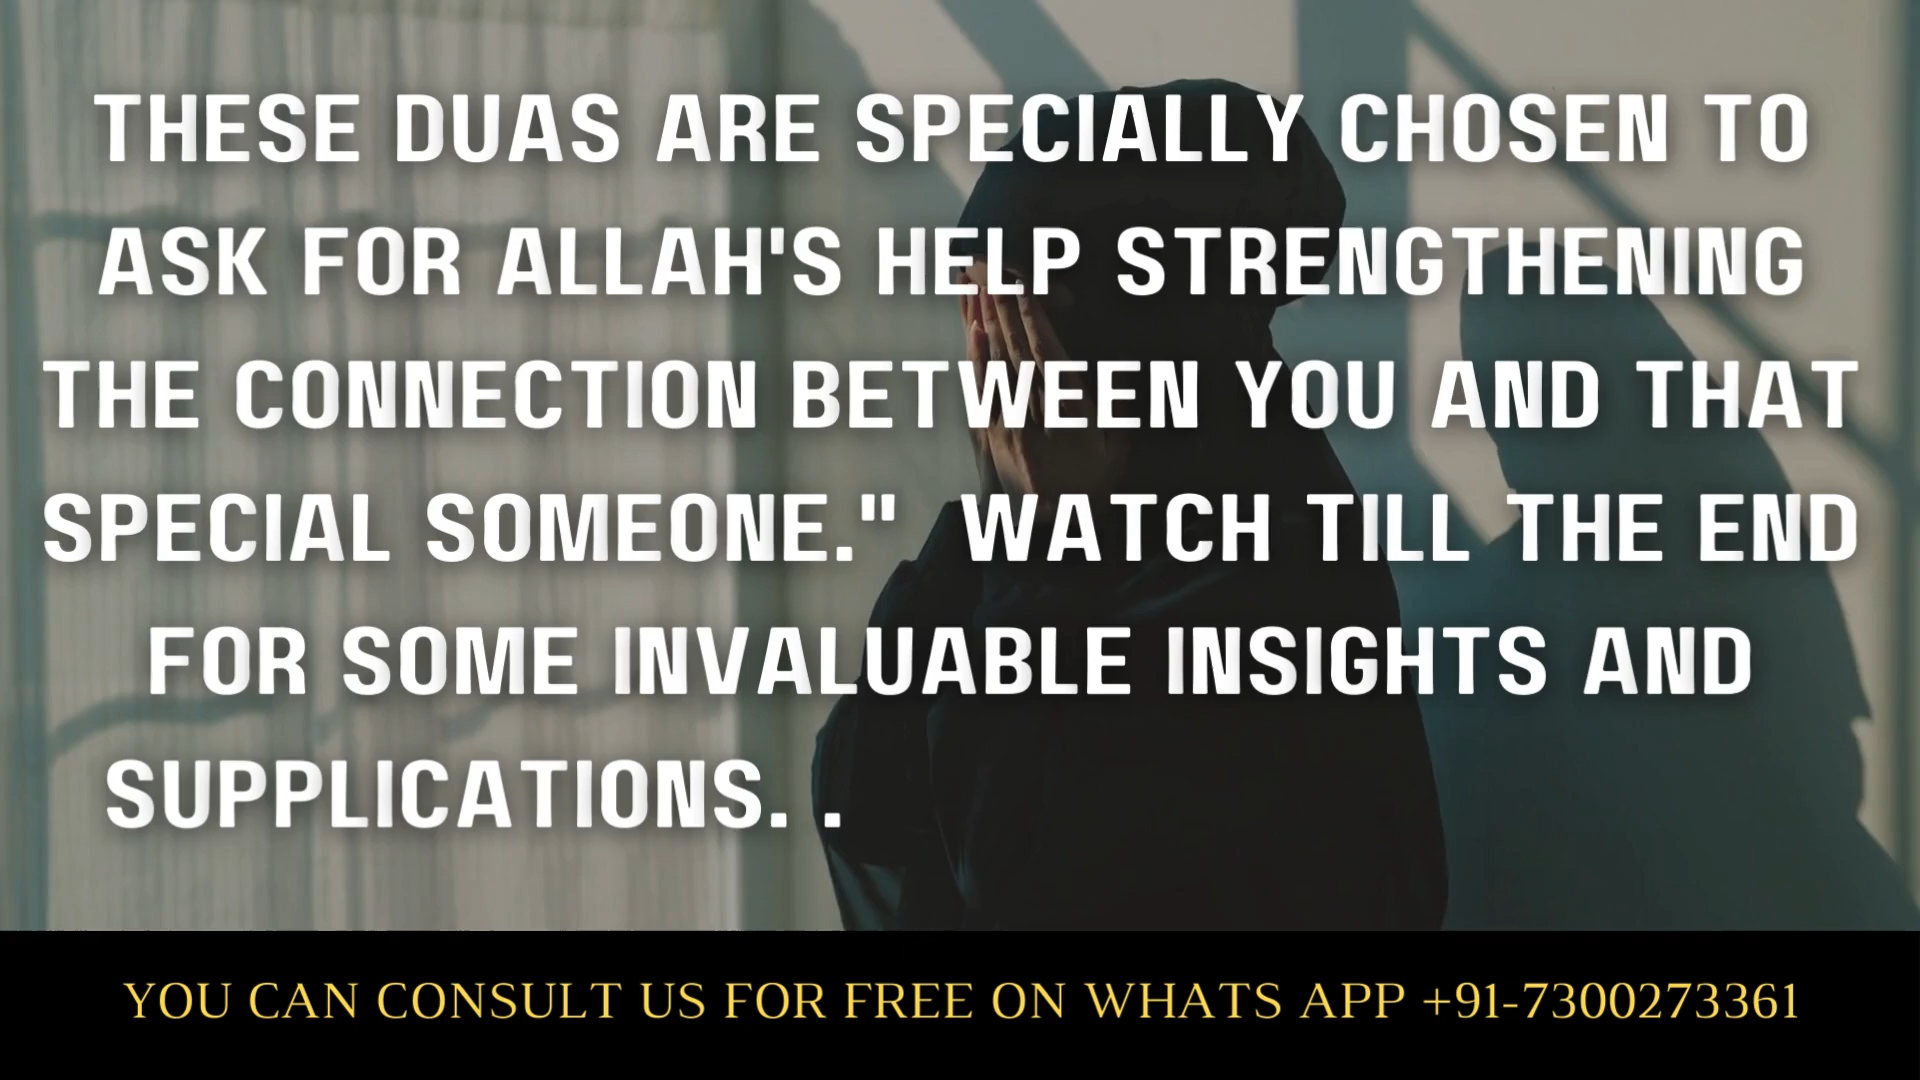 THESE DUAS ARE SPECIALLY CHOSEN TO
ASK FOR ALLAH'S HELP STRENGTHENING
THE CONNECTION BETWEEN YOU AND THAT
SPECIAL SOMEONE." WATCH TILL THE END
FOR SOME INVALUABLE INSIGHTS AND
SUPPLICATIONS. .
YOU CAN CONSULT US FOR FREE ON WHATS APP +91-7300273361